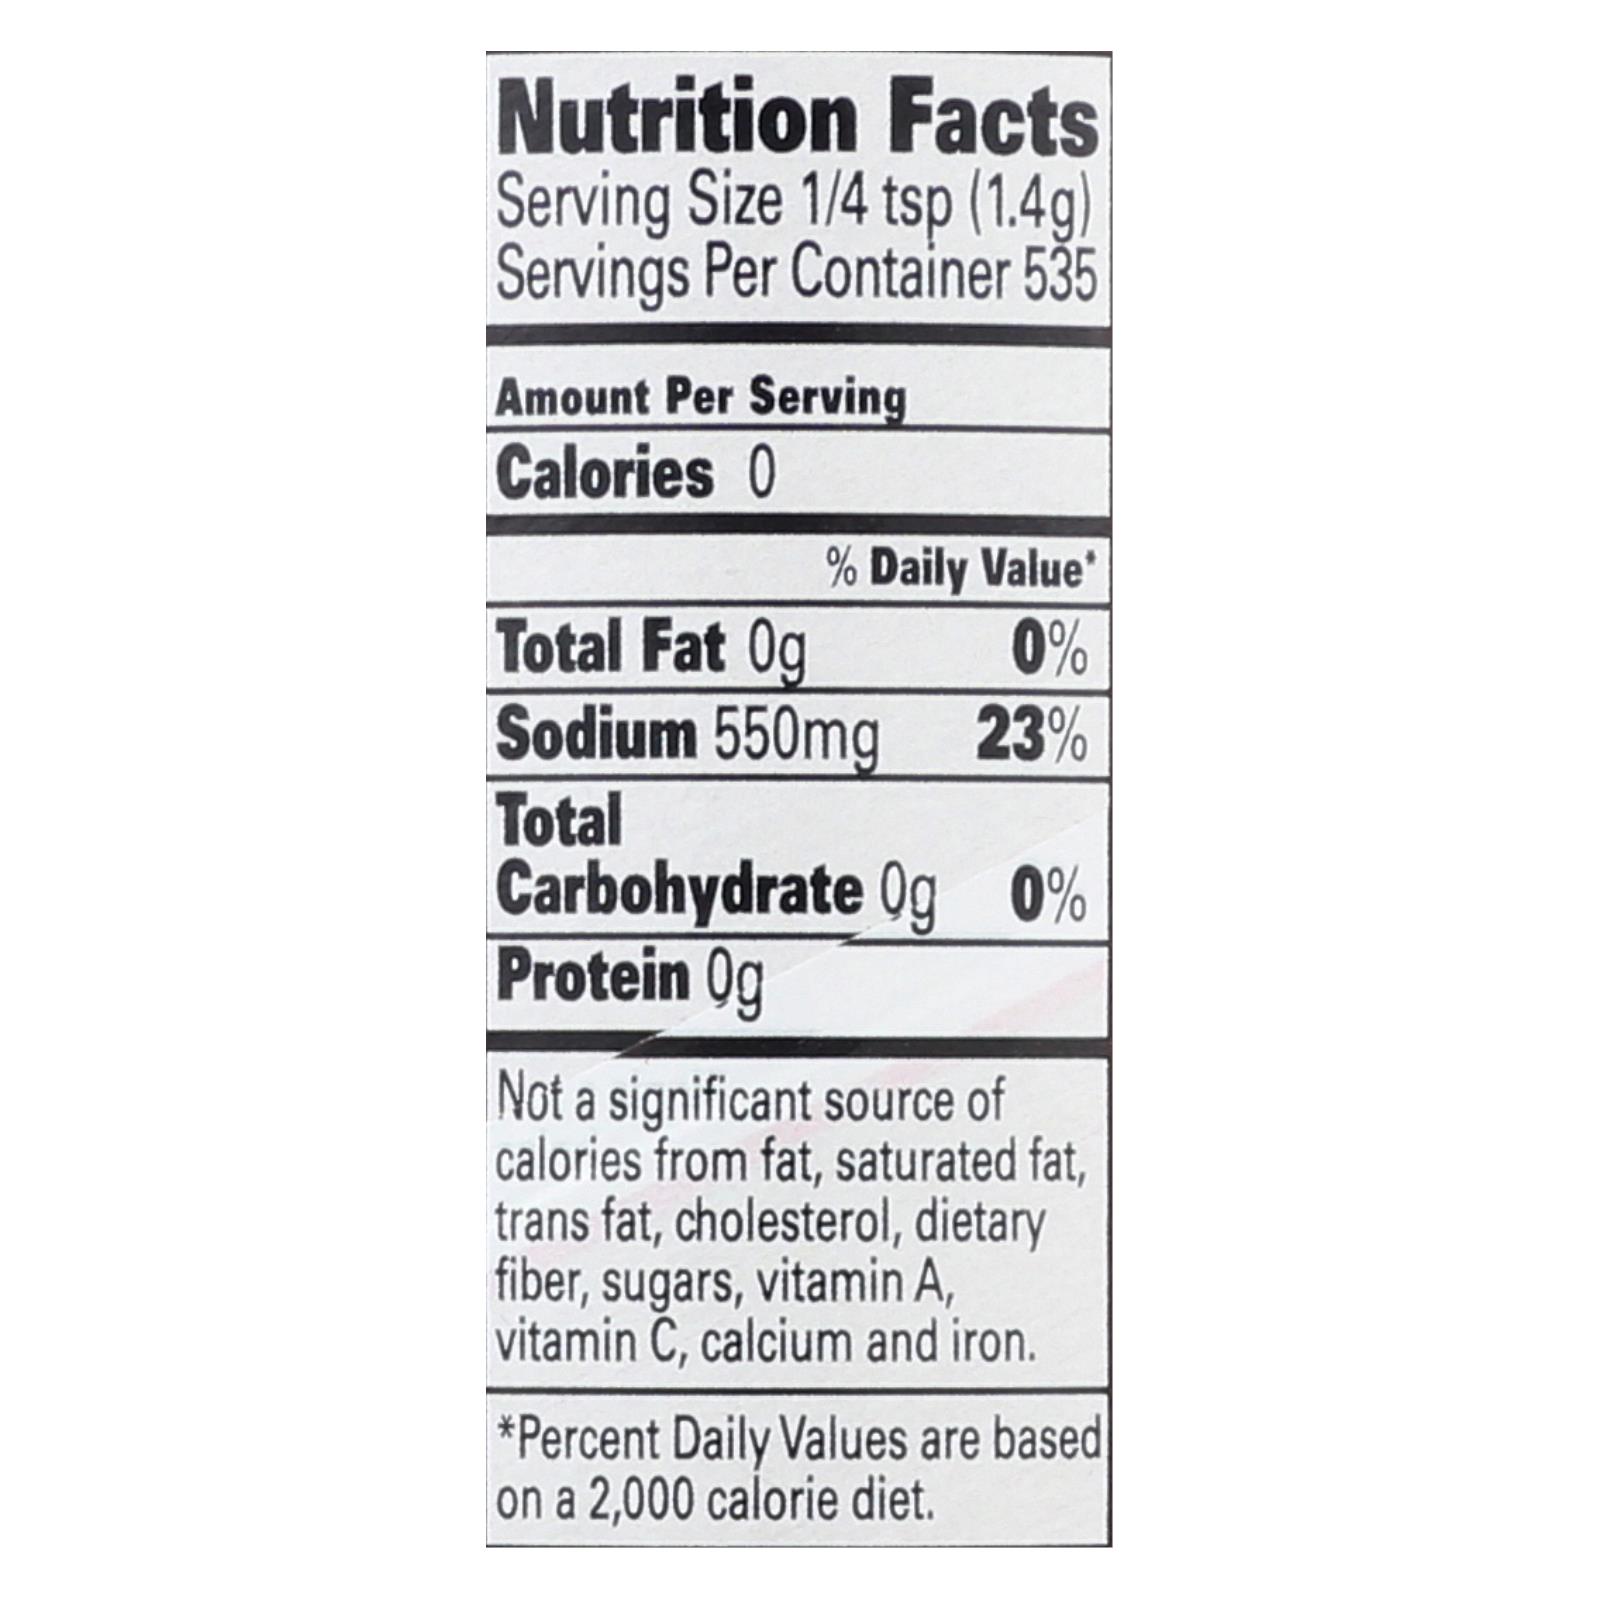 Nutrition Facts
Serving Size 1/4 tsp (1.4g)
Servings Per Container 535
Amount Per Serving
Calories 0
% Daily Value*
Total Fat 0g 0%
Sodium 550mg 23%
Total
Carbohydrate 0g 0%
Protein 0g
Not a significant source of
calories from fat, saturated fat,
trans fat, cholesterol, dietary
fiber, sugars, vitamin A,
vitamin C, calcium and iron.
*Percent Daily Values are based
on a 2,000 calorie diet.